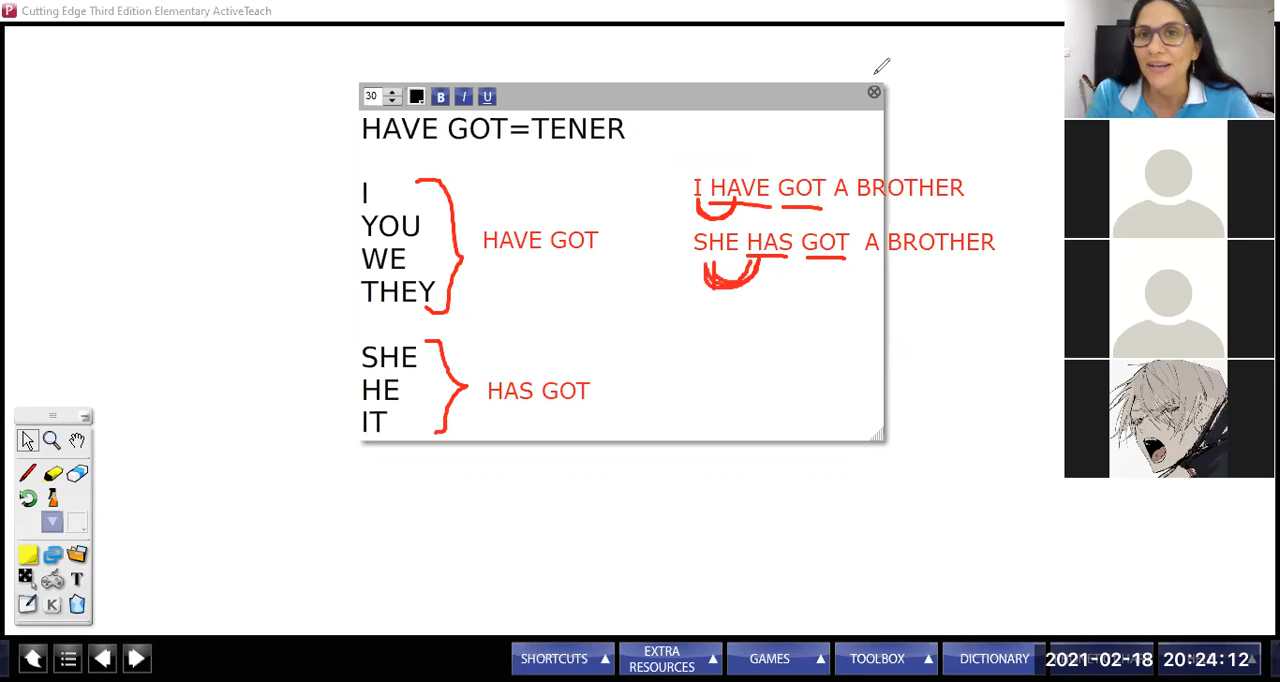 Cutting Edge Third Edition Elementary ActiveTeach
30
B
I
U
HAVE GOT=TENER
I
YOU
WE
THEY
HAVE GOT
SHE
HE
IT
HAS GOT
I HAVE GOT A BROTHER
SHE HAS GOT A BROTHER
T
K
SHORTCUTS
EXTRA
RESOURCES
GAMES
TOOLBOX
DICTIONARY
2021-02-18 20:24:12